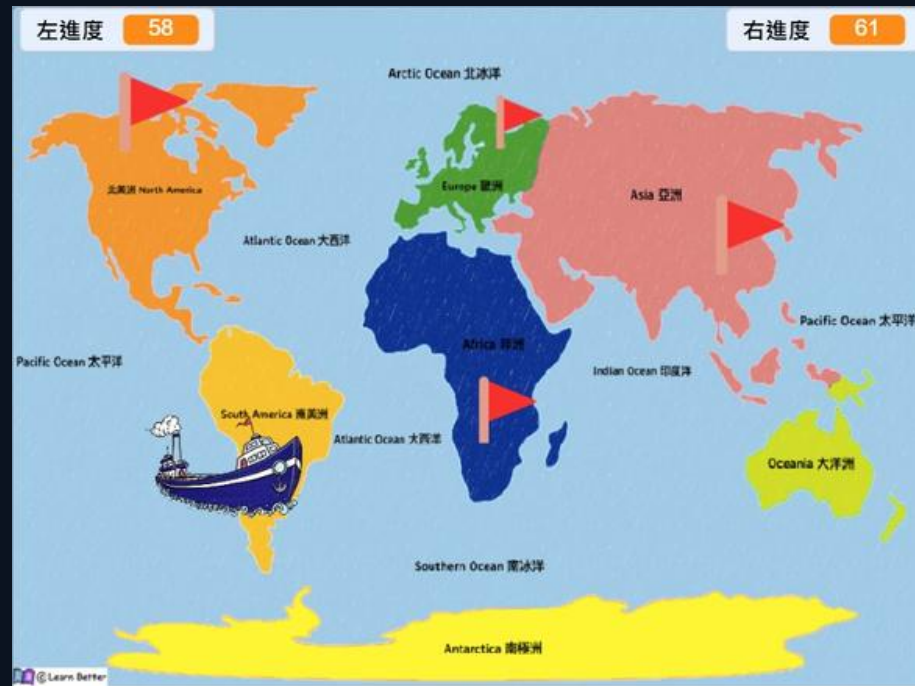 左進度 58
右進度 61
Arctic Ocean 北冰洋
北美洲 North America
Europe 歐洲
Asia 亞洲
Atlantic Ocean 大西洋
Pacific Ocean 太平洋
Africa 非洲
Pacific Ocean 太平洋
Indian Ocean 印度洋
South America 南美洲
Atlantic Ocean 大西洋
Oceania 大洋洲
Southern Ocean 南冰洋
Antarctica 南極洲
@Learn Better